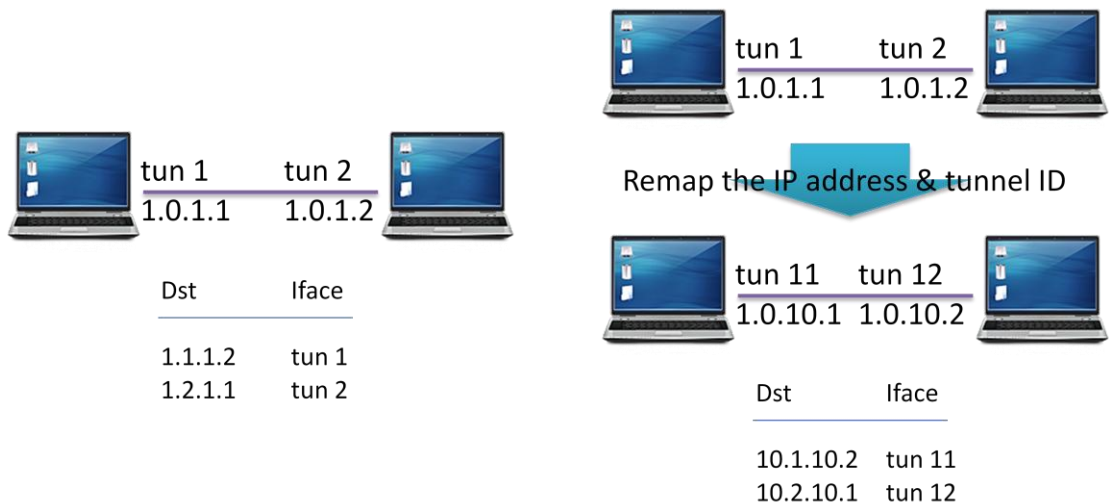 tun 1 tun 2
1.0.1.1 1.0.1.2
Dst Iface
1.1.1.2 tun 1
1.2.1.1 tun 2
tun 1 tun 2
1.0.1.1 1.0.1.2
Remap the IP address & tunnel ID
tun 11 tun 12
1.0.10.1 1.0.10.2
Dst Iface
10.1.10.2 tun 11
10.2.10.1 tun 12